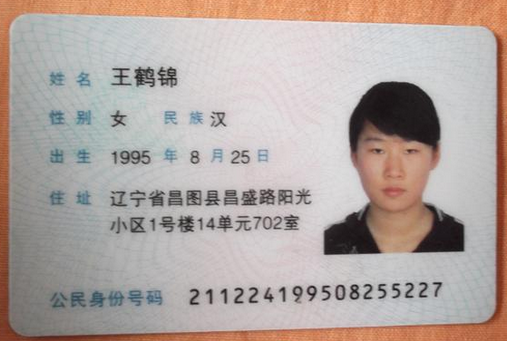 姓名 王鹤锦
性别 女 民族 汉
出生 1995 年 8 月 25 日
住址 辽宁省昌图县昌盛路阳光
小区1号楼14单元702室
公民身份号码 211224199508255227